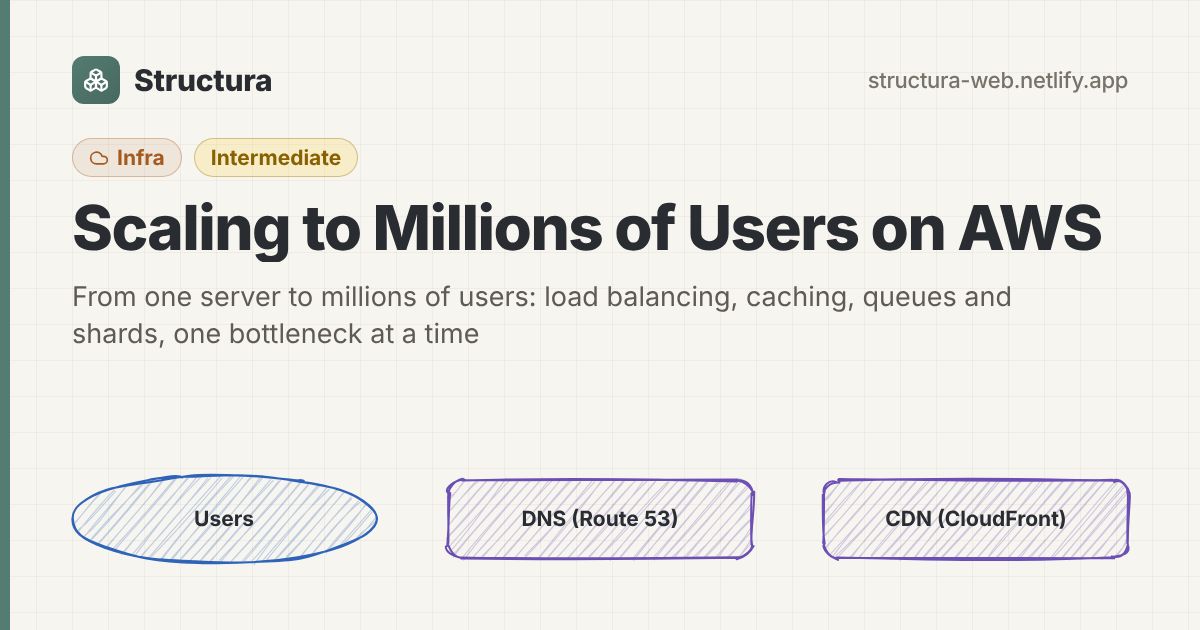 Structura
structura-web.netlify.app
Infra
Intermediate
Scaling to Millions of Users on AWS
From one server to millions of users: load balancing, caching, queues and
shards, one bottleneck at a time
Users
DNS (Route 53)
CDN (CloudFront)